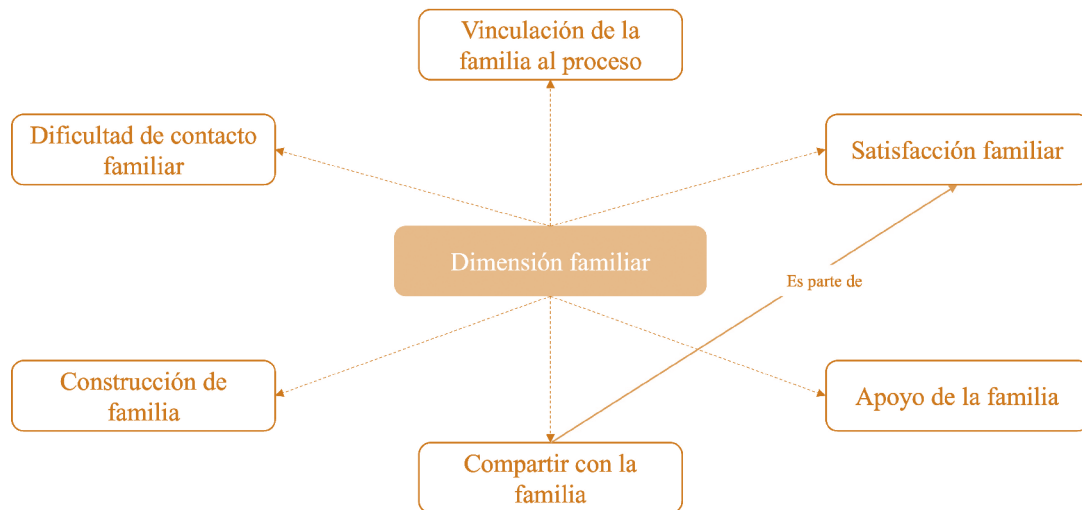 Vinculación de la
familia al proceso
Dificultad de contacto
familiar
Satisfacción familiar
Dimensión familiar
Es parte de
Construcción de
familia
Apoyo de la familia
Compartir con la
familia